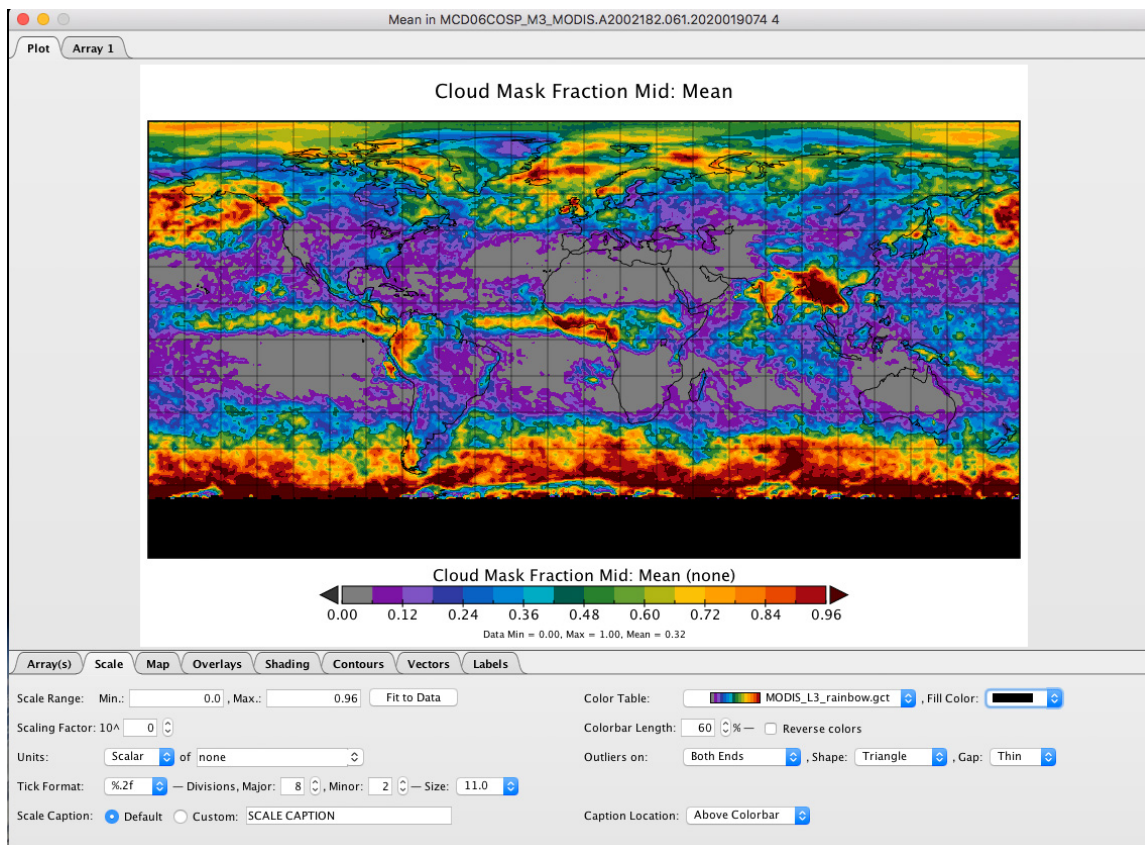 Mean in MCD06COSP_M3_MODIS.A2002182.061.2020019074 4
Plot Array 1
Cloud Mask Fraction Mid: Mean
Cloud Mask Fraction Mid: Mean (none)
0.00 0.12 0.24 0.36 0.48 0.60 0.72 0.84 0.96
Data Min = 0.00, Max = 1.00, Mean = 0.32
Array(s) Scale Map Overlays Shading Contours Vectors Labels
Scale Range: Min.: 0.0 , Max.: 0.96 Fit to Data Color Table: MODIS_L3_rainbow.gct , Fill Color:
Scaling Factor: 10^ 0 Colorbar Length: 60 % — Reverse colors
Units: Scalar of none Outliers on: Both Ends , Shape: Triangle , Gap: Thin
Tick Format: %.2f — Divisions, Major: 8 , Minor: 2 — Size: 11.0
Scale Caption: Default Custom: SCALE CAPTION Caption Location: Above Colorbar